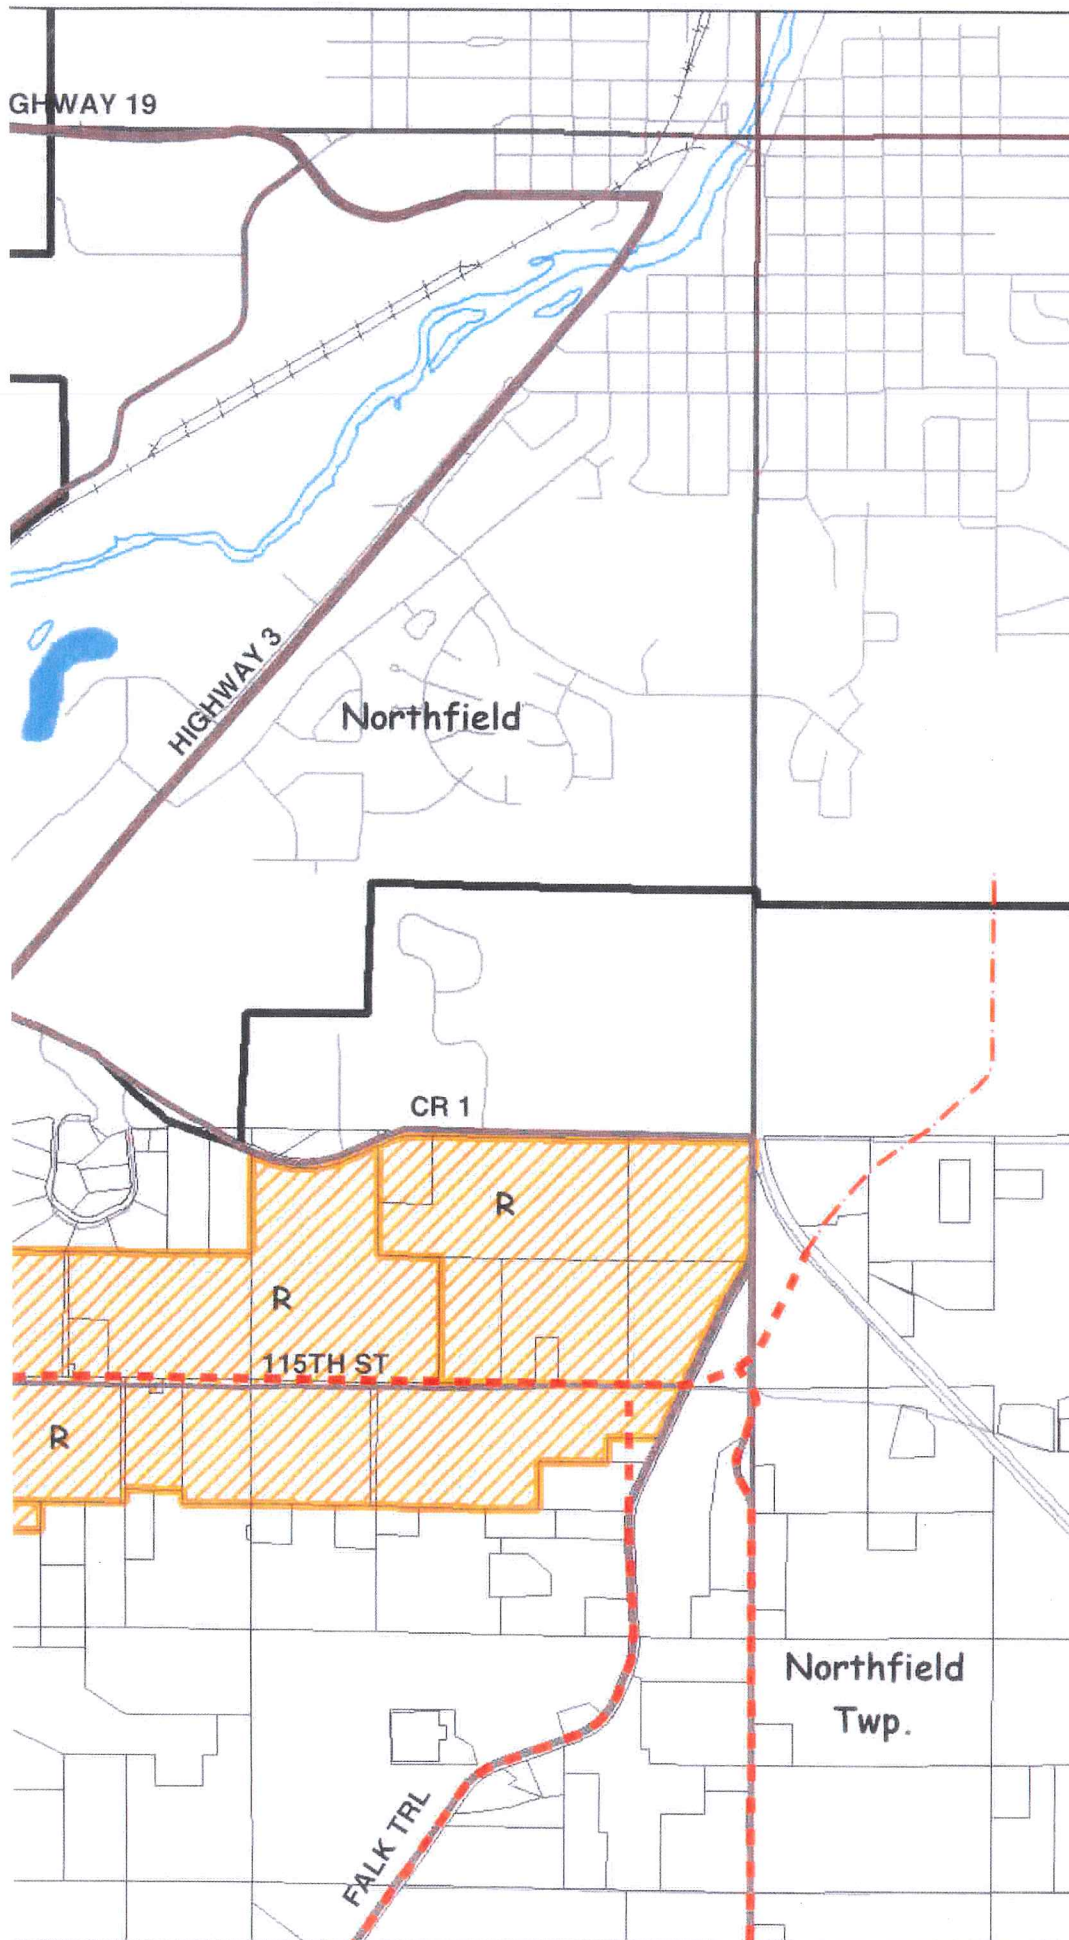 GHWAY 19
HIGHWAY 3
Northfield
CR 1
R
R
115TH ST
R
Northfield
Twp.
FALK TRL